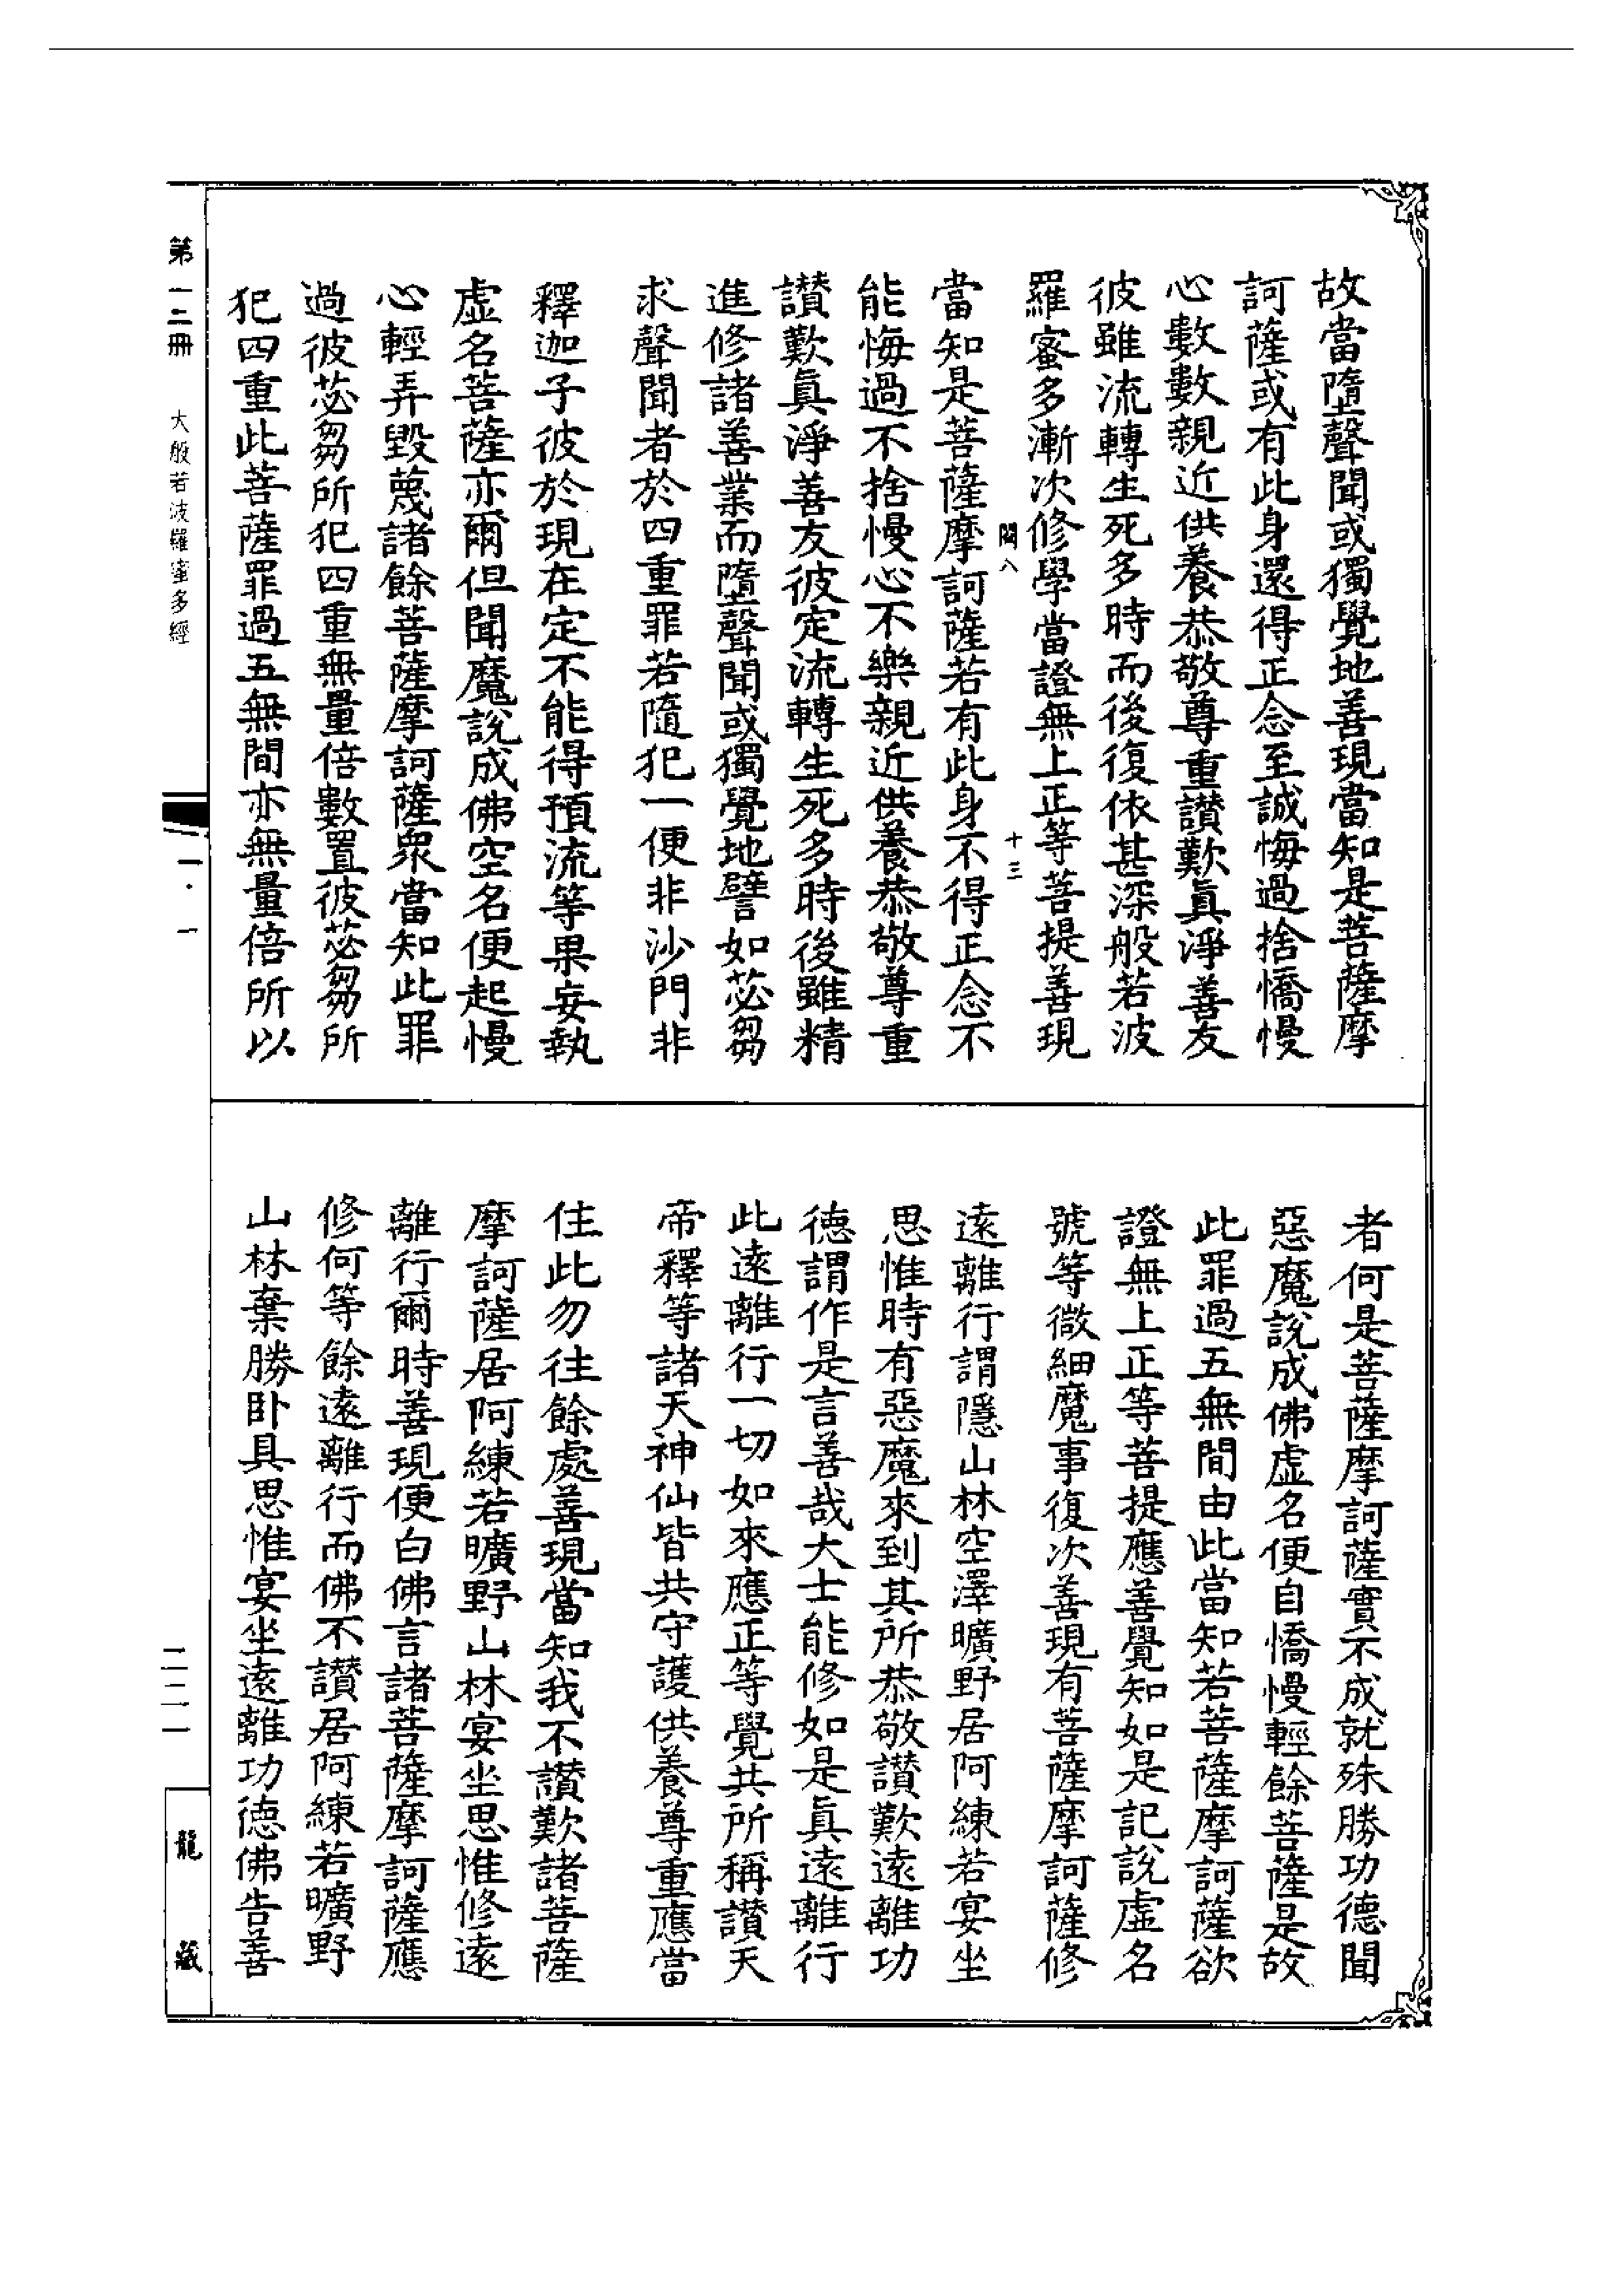 故當墮聲聞或獨覺地善現當知是菩薩摩
訶薩或有此身還得正念至誠悔過捨憍慢
心數數親近供養恭敬尊重讚歎眞淨善友
彼雖流轉生死多時而後復依甚深般若波
羅蜜多漸次修學當證無上正等菩提善現
十三
當知是菩薩摩訶薩若有此身不得正念不
能悔過不捨慢心不樂親近供養恭敬尊重
讚歎眞淨善友彼定流轉生死多時後雖精
進修諸善業而墮聲聞或獨覺地譬如苾芻
求聲聞者於四重罪若隨犯一便非沙門非
釋迦子彼於現在定不能得預流等果妄執
虛名菩薩亦爾但聞魔說成佛空名便起慢
心輕弄毀蔑諸餘菩薩摩訶薩衆當知此罪
過彼苾芻所犯四重無量倍數置彼苾芻所
犯四重此菩薩罪過五無間亦無量倍所以
者何是菩薩摩訶薩實不成就殊勝功德聞
惡魔說成佛虛名便自憍慢輕餘菩薩是故
此罪過五無間由此當知若菩薩摩訶薩欲
證無上正等菩提應善覺知如是記說虛名
號等微細魔事復次善現有菩薩摩訶薩修
遠離行謂隱山林空澤曠野居阿練若宴坐
思惟時有惡魔來到其所恭敬讚歎遠離功
德謂作是言善哉大士能修如是眞遠離行
此遠離行一切如來應正等覺共所稱讚天
帝釋等諸天神仙皆共守護供養尊重應當
住此勿往餘處善現當知我不讚歎諸菩薩
摩訶薩居阿練若曠野山林宴坐思惟修遠
離行爾時善現便白佛言諸菩薩摩訶薩應
修何等餘遠離行而佛不讚居阿練若曠野
山林棄勝卧具思惟宴坐遠離功德佛告善
第一二冊 大般若波羅蜜多經
二二一
龍藏